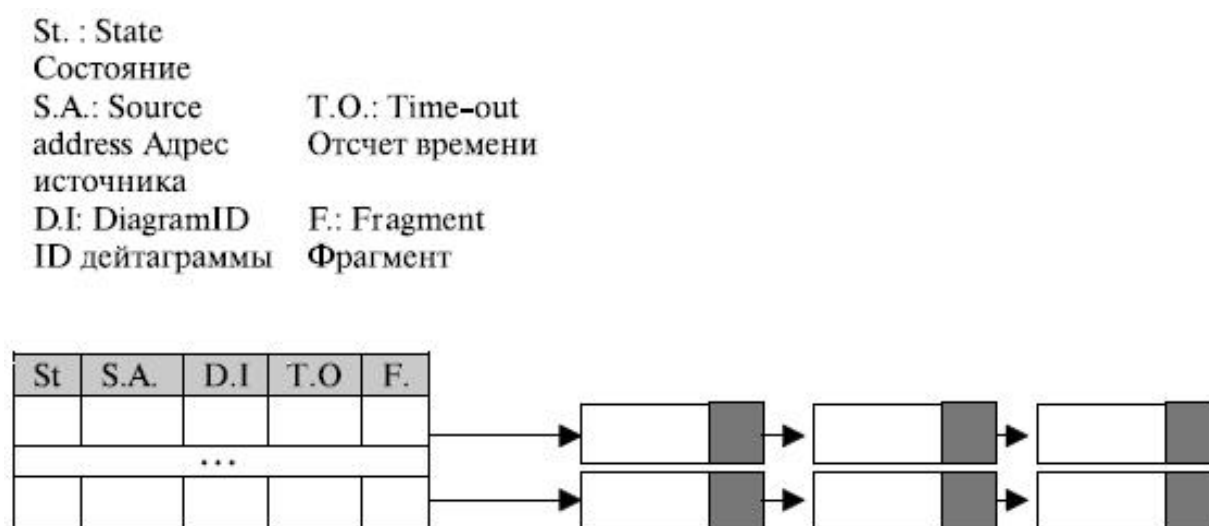 St. : State
Состояние
S.A.: Source
address Адрес
источника
D.I: DiagramID
ID дейтаграммы
T.O.: Time-out
Отсчет времени
F.: Fragment
Фрагмент
St S.A. D.I T.O F.
...